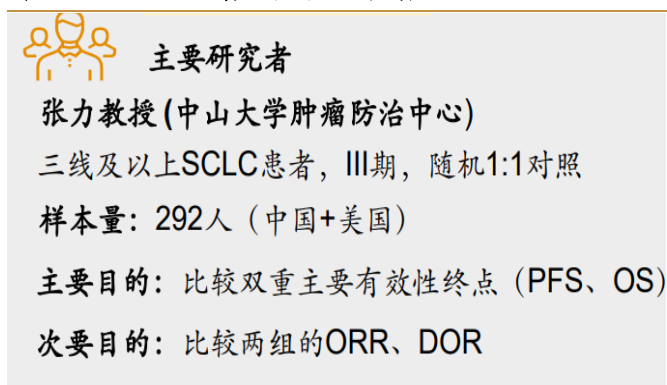 主要研究者
张力教授(中山大学肿瘤防治中心)
三线及以上SCLC患者，III期，随机1:1对照
样本量：292人（中国+美国）
主要目的：比较双重主要有效性终点（PFS、OS）
次要目的：比较两组的ORR、DOR